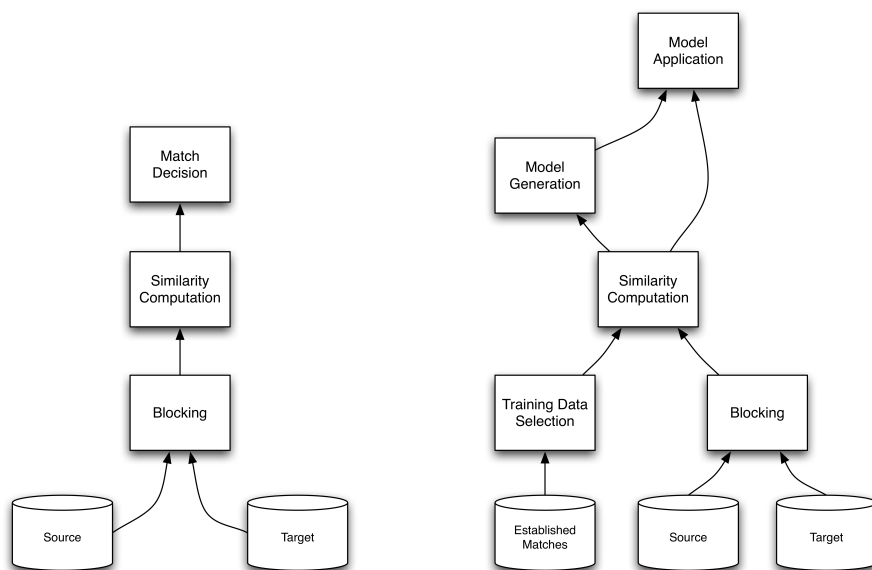 Match
Decision
Similarity
Computation
Blocking
Source
Target
Model
Application
Model
Generation
Similarity
Computation
Training Data
Selection
Blocking
Established
Matches
Source
Target